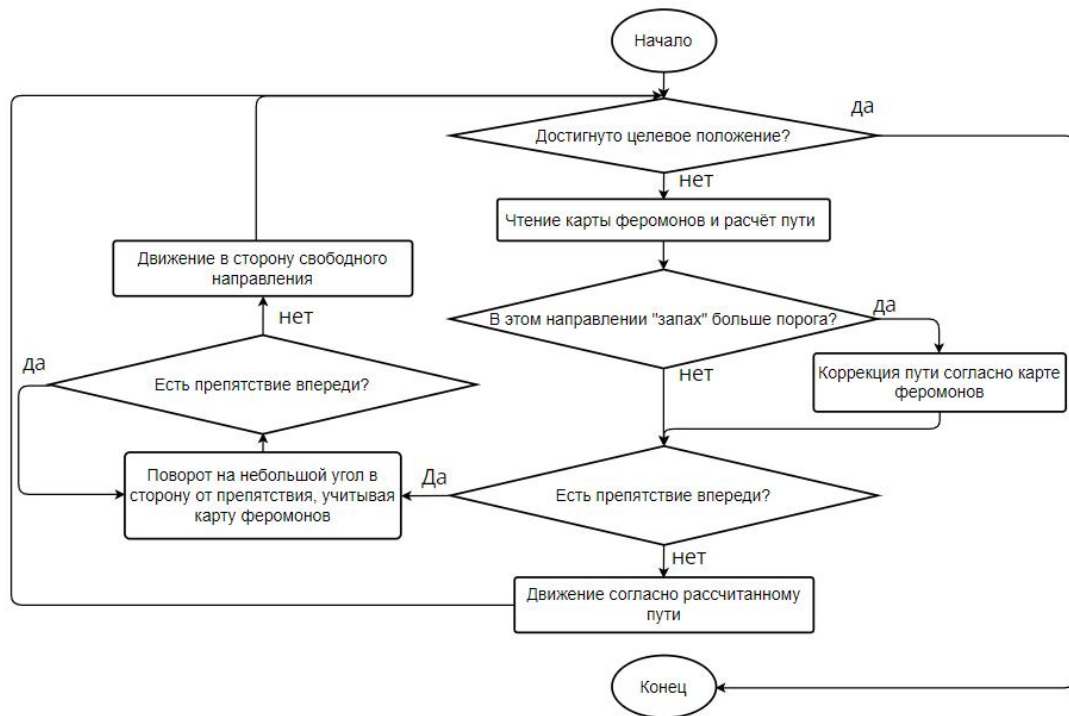 Начало
да
Достигнуто целевое положение?
нет
Чтение карты феромонов и расчёт пути
Движение в сторону свободного
направления
да
В этом направлении "запах" больше порога?
нет
да
Есть препятствие впереди?
нет
Коррекция пути согласно карте
феромонов
Поворот на небольшой угол в
сторону от препятствия, учитывая
карту феромонов
Да
Есть препятствие впереди?
нет
Движение согласно рассчитанному
пути
Конец